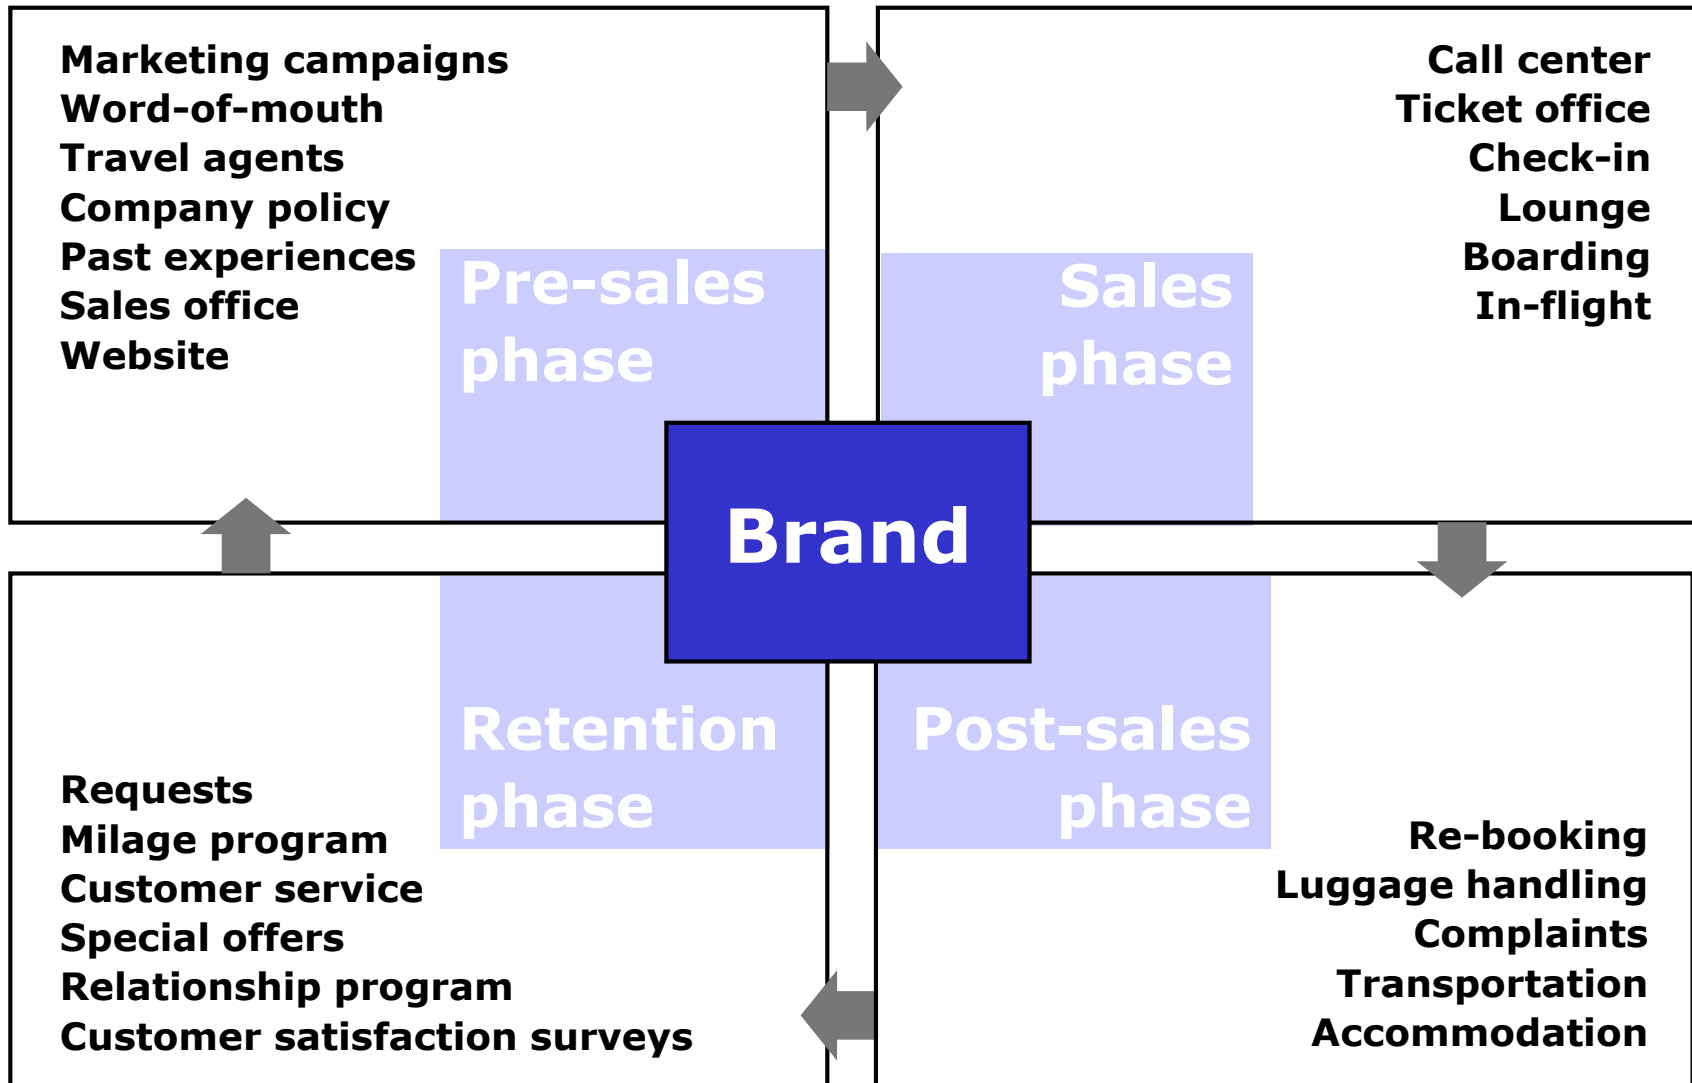 Marketing campaigns
Word-of-mouth
Travel agents
Company policy
Past experiences
Sales office
Website
Pre-sales
phase
Call center
Ticket office
Check-in
Lounge
Boarding
In-flight
Sales
phase
Brand
Retention
phase
Requests
Milage program
Customer service
Special offers
Relationship program
Customer satisfaction surveys
Post-sales
phase
Re-booking
Luggage handling
Complaints
Transportation
Accommodation